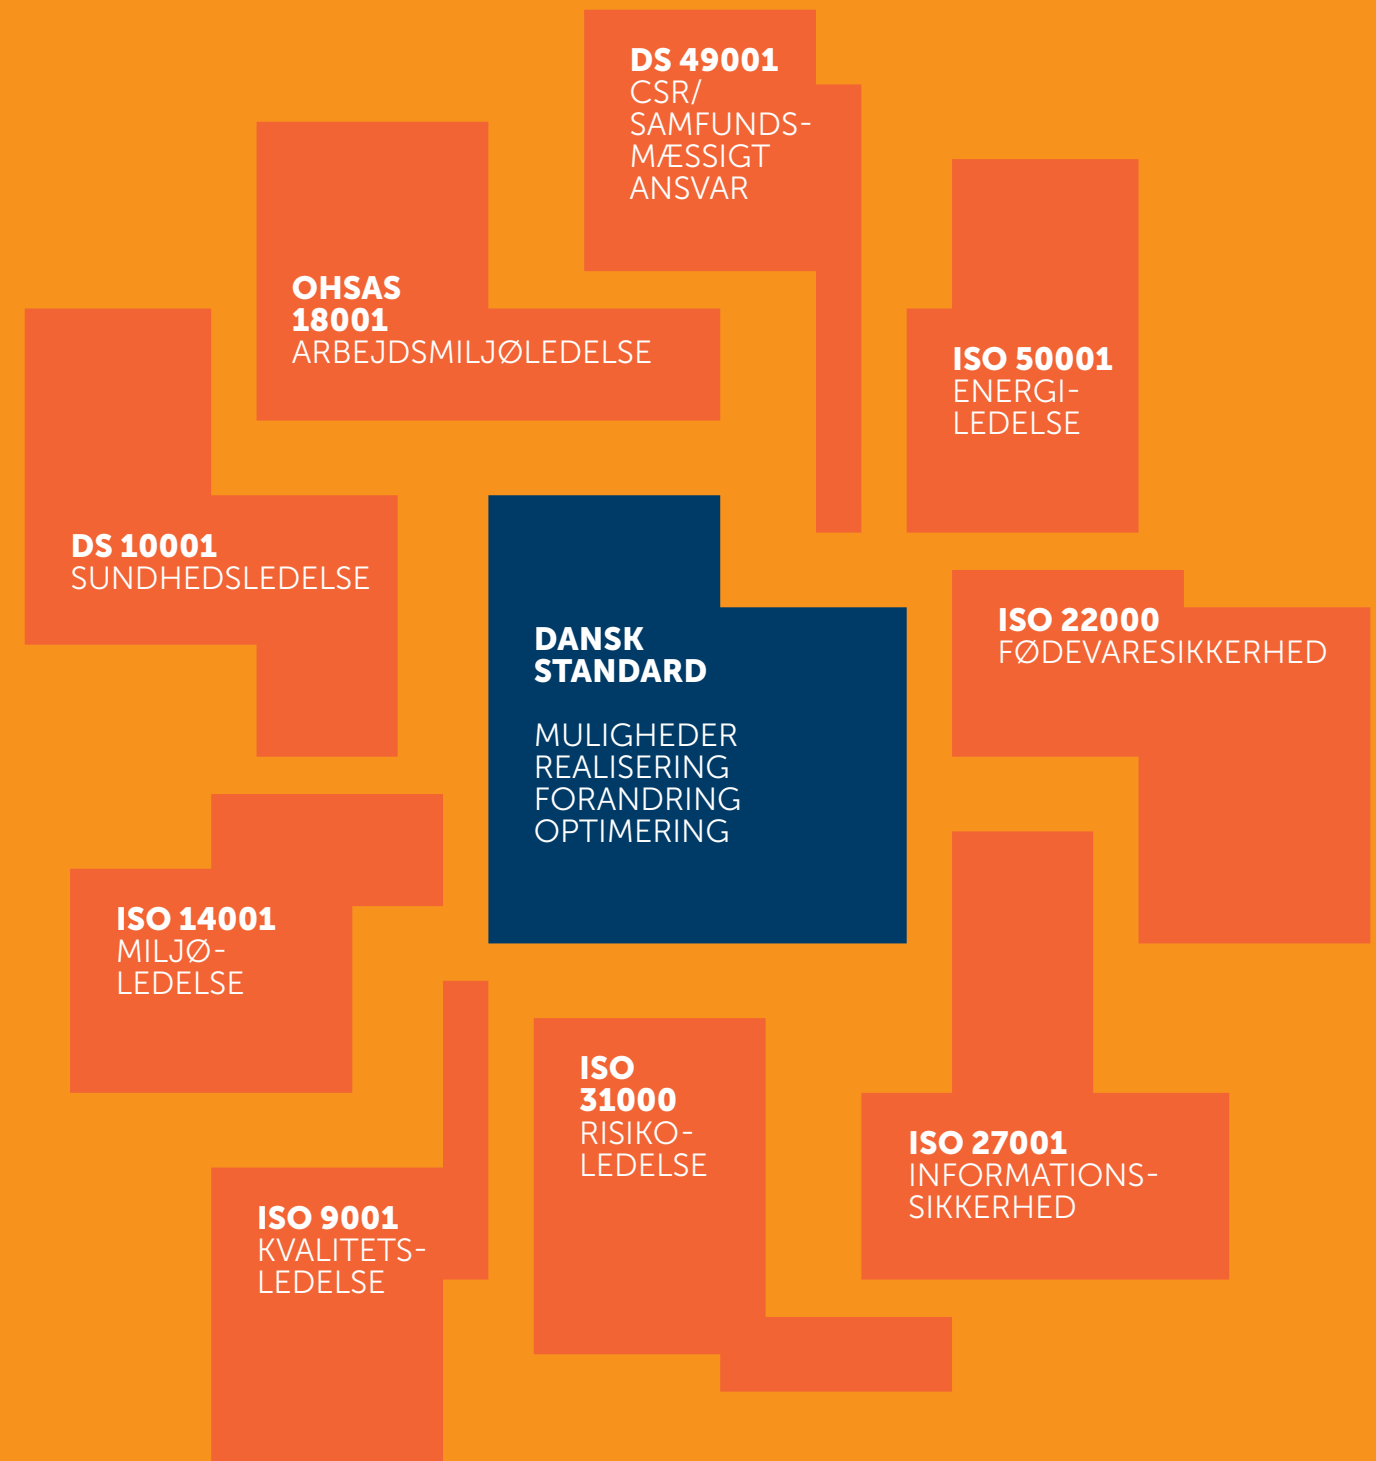 DS 49001
CSR/
SAMFUNDS-
MÆSSIGT
ANSVAR
OHSAS
18001
ARBEJDSMILJØLEDELSE
ISO 50001
ENERGI-
LEDELSE
DS 10001
SUNDHEDSLEDELSE
DANSK
STANDARD
MULIGHEDER
REALISERING
FORANDRING
OPTIMERING
ISO 22000
FØDEVARESIKKERHED
ISO 14001
MILJØ-
LEDELSE
ISO
31000
RISIKO-
LEDELSE
ISO 27001
INFORMATIONS-
SIKKERHED
ISO 9001
KVALITETS-
LEDELSE